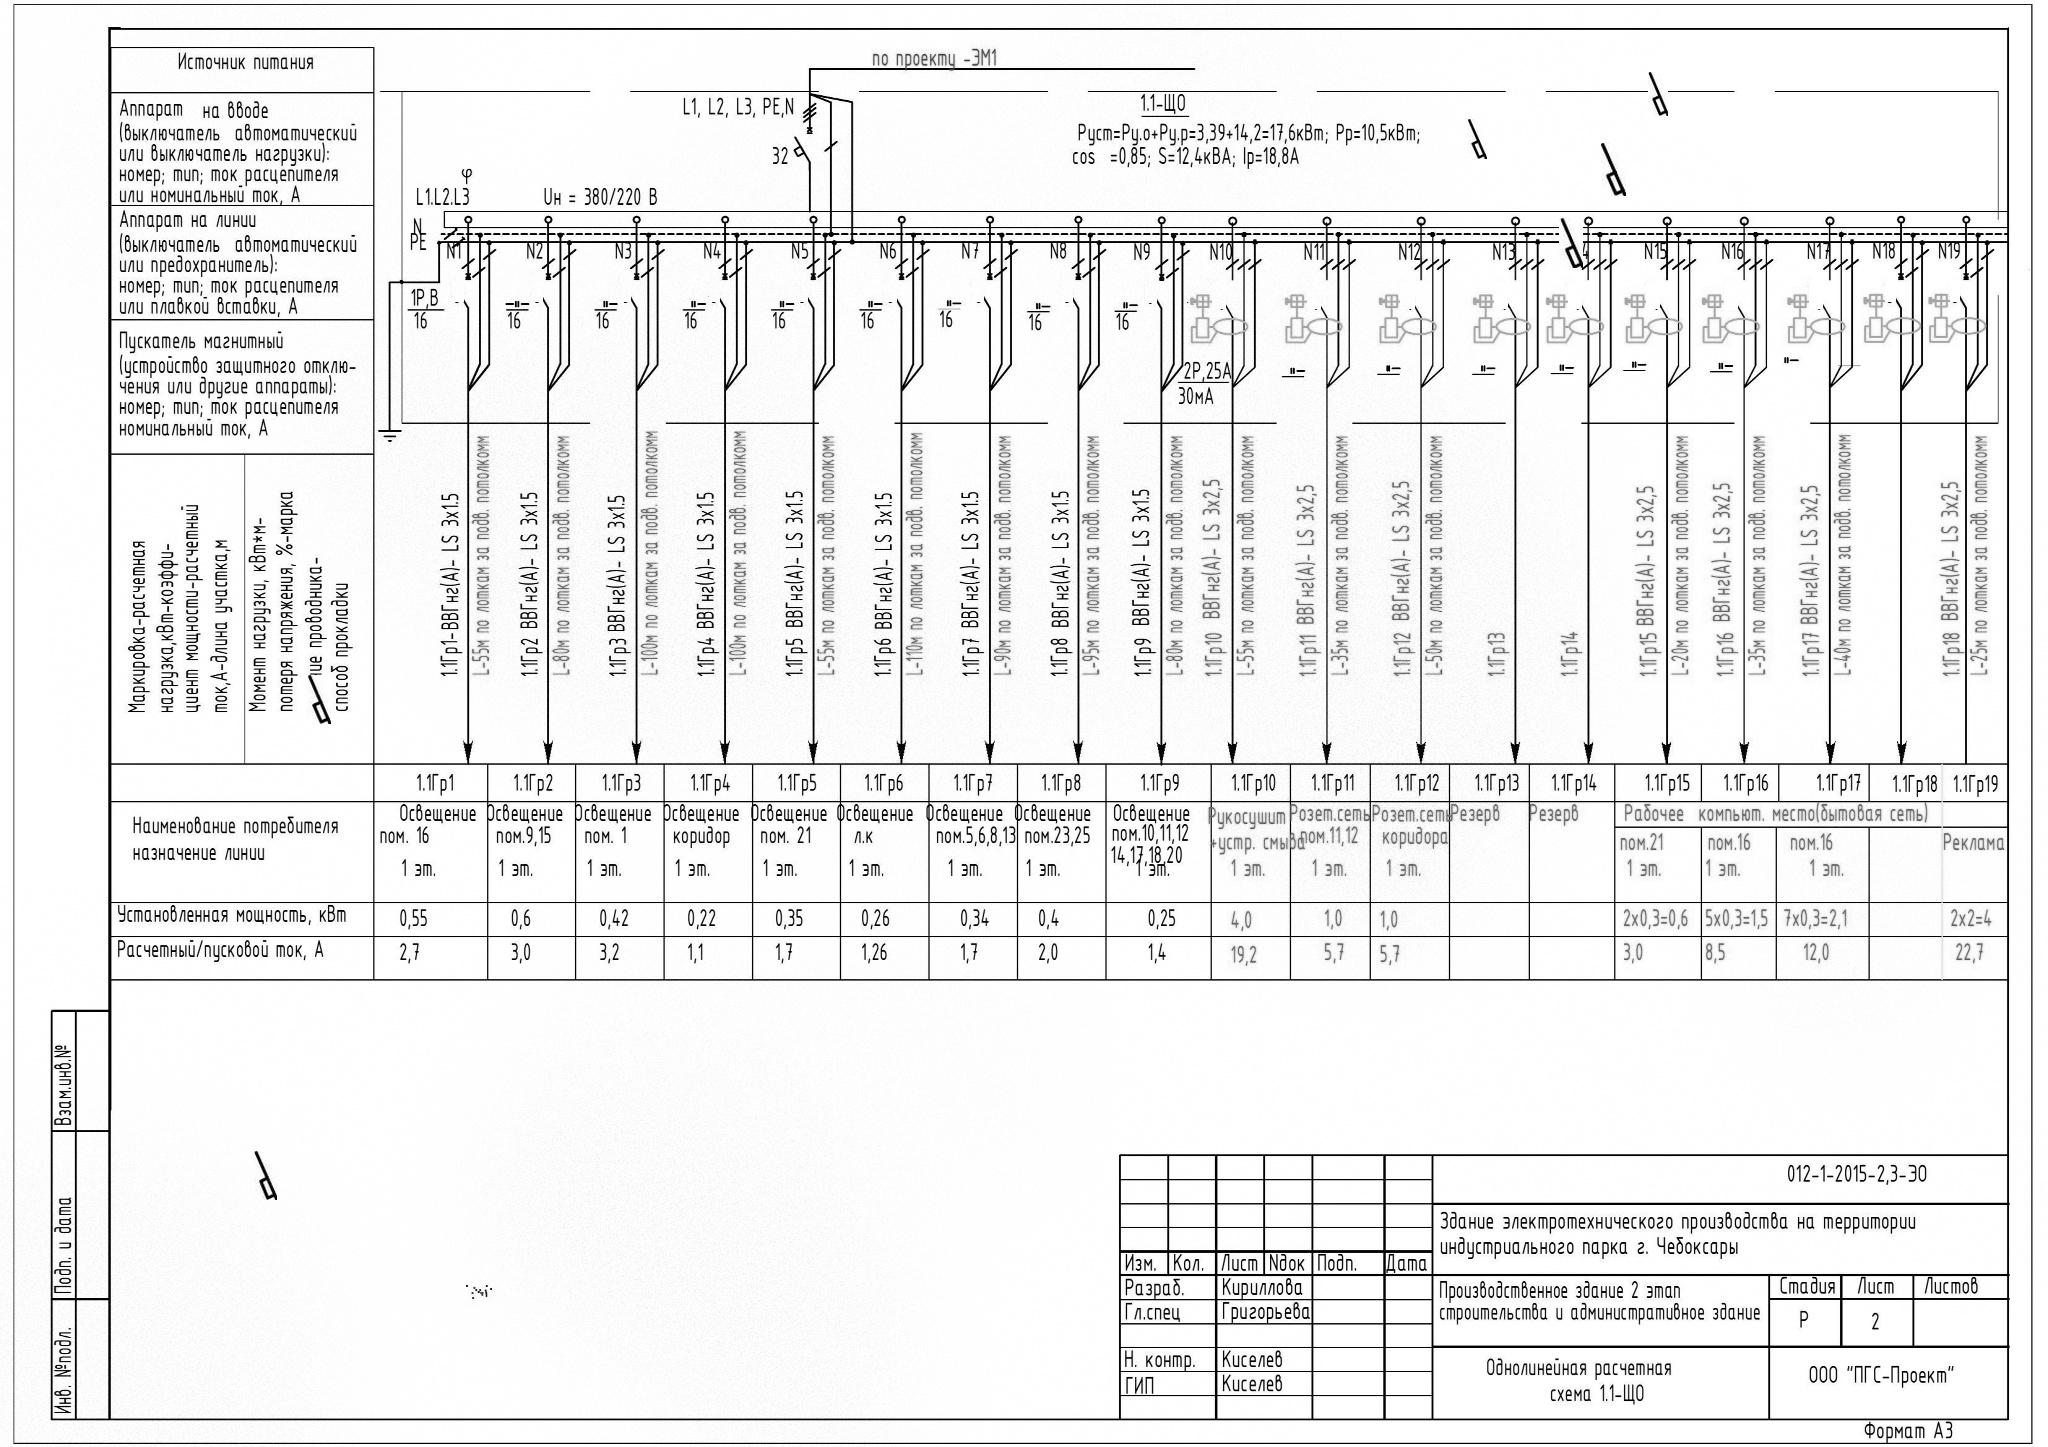 Источник питания
Аппарат на вводе
(выключатель автоматический
или выключатель нагрузки):
номер; тип; ток расцепителя
или номинальный ток, А
Аппарат на линии
(выключатель автоматический
или предохранитель):
номер; тип; ток расцепителя
или плавкой вставки, А
Пускатель магнитный
(устройство защитного отклю-
чения или другие аппараты):
номер; тип; ток расцепителя
номинальный ток, А
Маркировка-расчетная
нагрузка,кВт-коэффи-
циент мощности-расчетный
ток,А-длина участка,м
Момент нагрузки, кВт*м-
потеря напряжения, %-марка
ние проводника-
способ прокладки
по проекту -ЭМ1
L1, L2, L3, PE,N
32
1.1-ЩО
Руст=Ру.о+Ру.р=3,39+14,2=17,6кВт; Рр=10,5кВт;
cos =0,85; S=12,4кВА; Iр=18,8А
φ
L1.L2.L3
Uн = 380/220 В
N
PE
N1 N2 N3 N4 N5 N6 N7 N8 N9 N10 N11 N12 N13 4 N15 N16 N17 N18 N19
1P,B
16
-"- 16
-"- 16
-"- 16
-"- 16
-"- 16
"- 16
"- 16
"- 16
2P,25A
30мА
"-
"-
"-
"-
"-
"-
"-
1.1Гр1-ВВГнг(А)- LS 3х1.5
L-55м по лоткам за подв. потолкомм
1.1Гр2 ВВГнг(А)- LS 3х1.5
L-80м по лоткам за подв. потолкомм
1.1Гр3 ВВГнг(А)- LS 3х1.5
L-100м по лоткам за подв. потолкомм
1.1Гр4 ВВГнг(А)- LS 3х1.5
L-100м по лоткам за подв. потолкомм
1.1Гр5 ВВГнг(А)- LS 3х1.5
L-55м по лоткам за подв. потолкомм
1.1Гр6 ВВГнг(А)- LS 3х1.5
L-110м по лоткам за подв. потолкомм
1.1Гр7 ВВГнг(А)- LS 3х1.5
L-90м по лоткам за подв. потолкомм
1.1Гр8 ВВГнг(А)- LS 3х1.5
L-95м по лоткам за подв. потолкомм
1.1Гр9 ВВГнг(А)- LS 3х1.5
L-80м по лоткам за подв. потолкомм
1.1Гр10 ВВГнг(А)- LS 3х2,5
L-55м по лоткам за подв. потолкомм
1.1Гр11 ВВГнг(А)- LS 3х2,5
L-35м по лоткам за подв. потолкомм
1.1Гр12 ВВГнг(А)- LS 3х2,5
L-50м по лоткам за подв. потолкомм
1.1Гр13
1.1Гр14
1.1Гр15 ВВГнг(А)- LS 3х2,5
L-20м по лоткам за подв. потолкомм
1.1Гр16 ВВГнг(А)- LS 3х2,5
L-35м по лоткам за подв. потолкомм
1.1Гр17 ВВГнг(А)- LS 3х2,5
L-40м по лоткам за подв. потолкомм
1.1Гр18 ВВГнг(А)- LS 3х2,5
L-25м по лоткам за подв. потолкомм
1.1Гр1 1.1Гр2 1.1Гр3 1.1Гр4 1.1Гр5 1.1Гр6 1.1Гр7 1.1Гр8 1.1Гр9 1.1Гр10 1.1Гр11 1.1Гр12 1.1Гр13 1.1Гр14 1.1Гр15 1.1Гр16 1.1Гр17 1.1Гр18 1.1Гр19
Наименование потребителя
назначение линии
Освещение
пом. 16
1 эт.
Освещение
пом.9,15
1 эт.
Освещение
пом. 1
1 эт.
Освещение
коридор
1 эт.
Освещение
пом. 21
1 эт.
Освещение
л.к
1 эт.
Освещение
пом.5,6,8,13
1 эт.
Освещение
пом.23,25
1 эт.
Освещение
пом.10,11,12
14,17,18,20
1 эт.
Рукосушит
+устр. смыва
1 эт.
Розет.сеть
пом.11,12
1 эт.
Розет.сеть
коридора
1 эт.
Резерв
Резерв
Рабочее компьют. место(бытовая сеть)
пом.21
1 эт.
пом.16
1 эт.
пом.16
1 эт.
Реклама
Установленная мощность, кВт 0,55 0,6 0,42 0,22 0,35 0,26 0,34 0,4 0,25 4,0 1,0 1,0 2х0,3=0,6 5х0,3=1,5 7х0,3=2,1 2х2=4
Расчетный/пусковой ток, А 2,7 3,0 3,2 1,1 1,7 1,26 1,7 2,0 1,4 19,2 5,7 5,7 3,0 8,5 12,0 22,7
Взам.инв.№
Подп. и дата
Инв. №подл.
012-1-2015-2,3-ЭО
Здание электротехнического производства на территории
индустриального парка г. Чебоксары
Изм. Кол. Лист Nдок Подп. Дата
Разраб. Кириллова
Гл.спец Григорьева
Н. контр. Киселев
ГИП Киселев
Производственное здание 2 этап
строительства и административное здание
Стадия Лист Листов
Р 2
Однолинейная расчетная
схема 1.1-ЩО
ООО "ПГС-Проект"
Формат А3